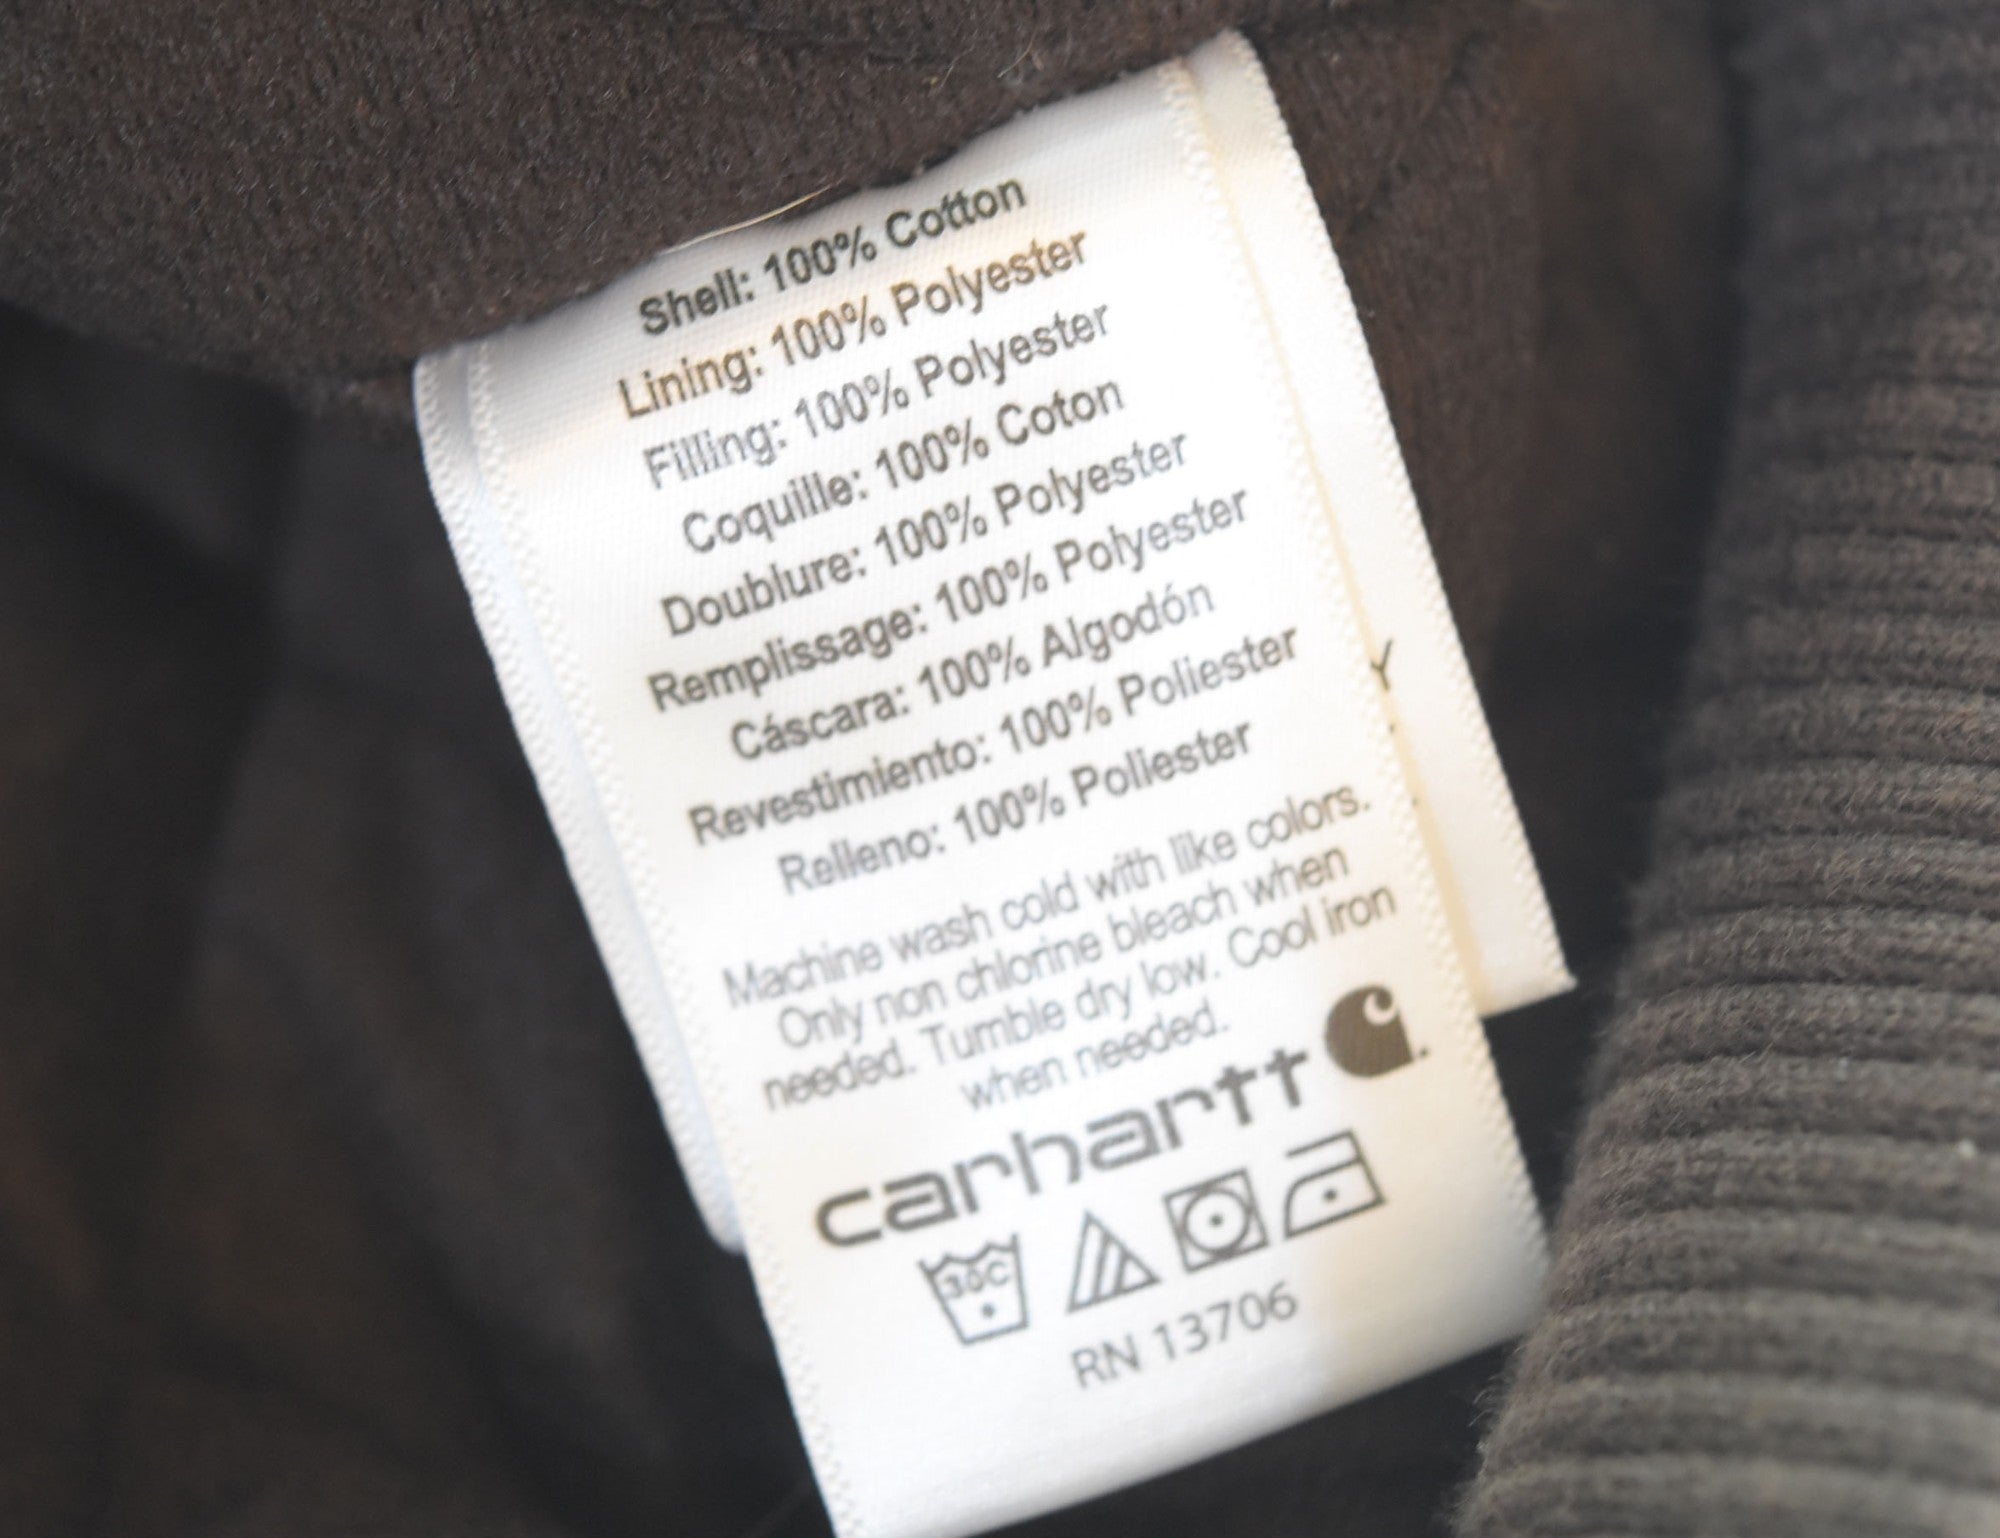 Shell: 100% Cotton
Lining: 100% Polyester
Filling: 100% Polyester
Coquille: 100% Coton
Doublure: 100% Polyester
Remplissage: 100% Polyester
Cáscara: 100% Algodón
Revestimiento: 100% Poliester
Relleno: 100% Poliester
Machine wash cold with like colors.
Only non chlorine bleach when
needed. Tumble dry low. Cool iron
when needed.
carhartt
30C
RN 13706
Y